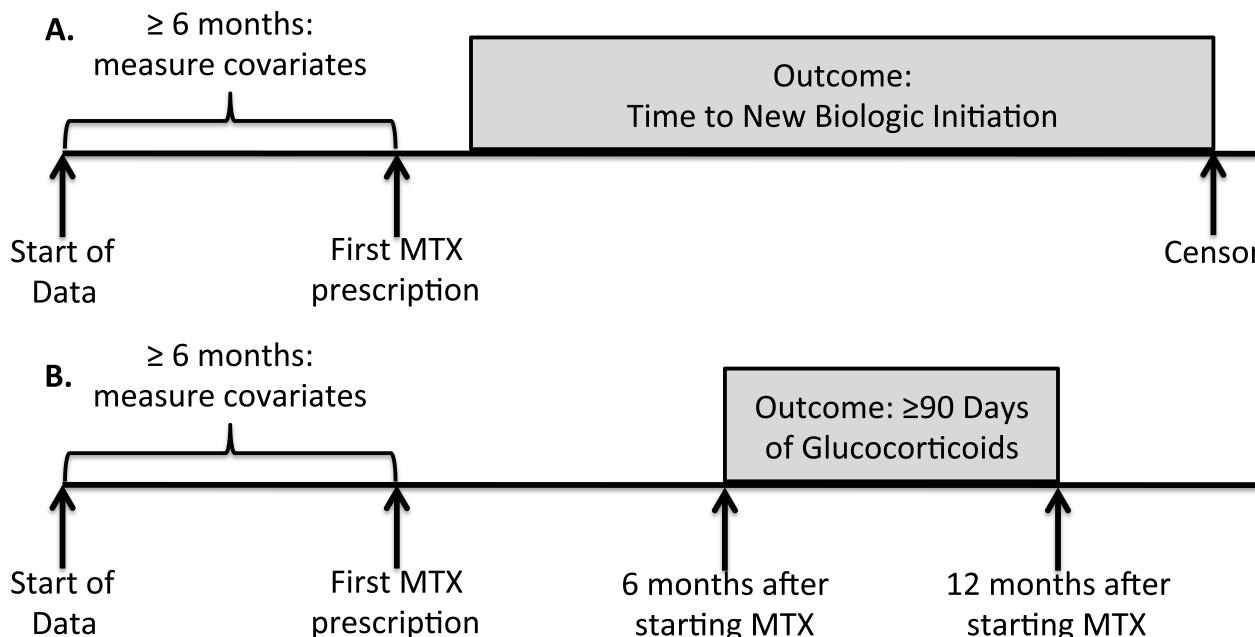 A.
≥ 6 months:
measure covariates
Outcome:
Time to New Biologic Initiation
Start of
Data
First MTX
prescription
Censor
B.
≥ 6 months:
measure covariates
Outcome: ≥90 Days
of Glucocorticoids
Start of
Data
First MTX
prescription
6 months after
starting MTX
12 months after
starting MTX